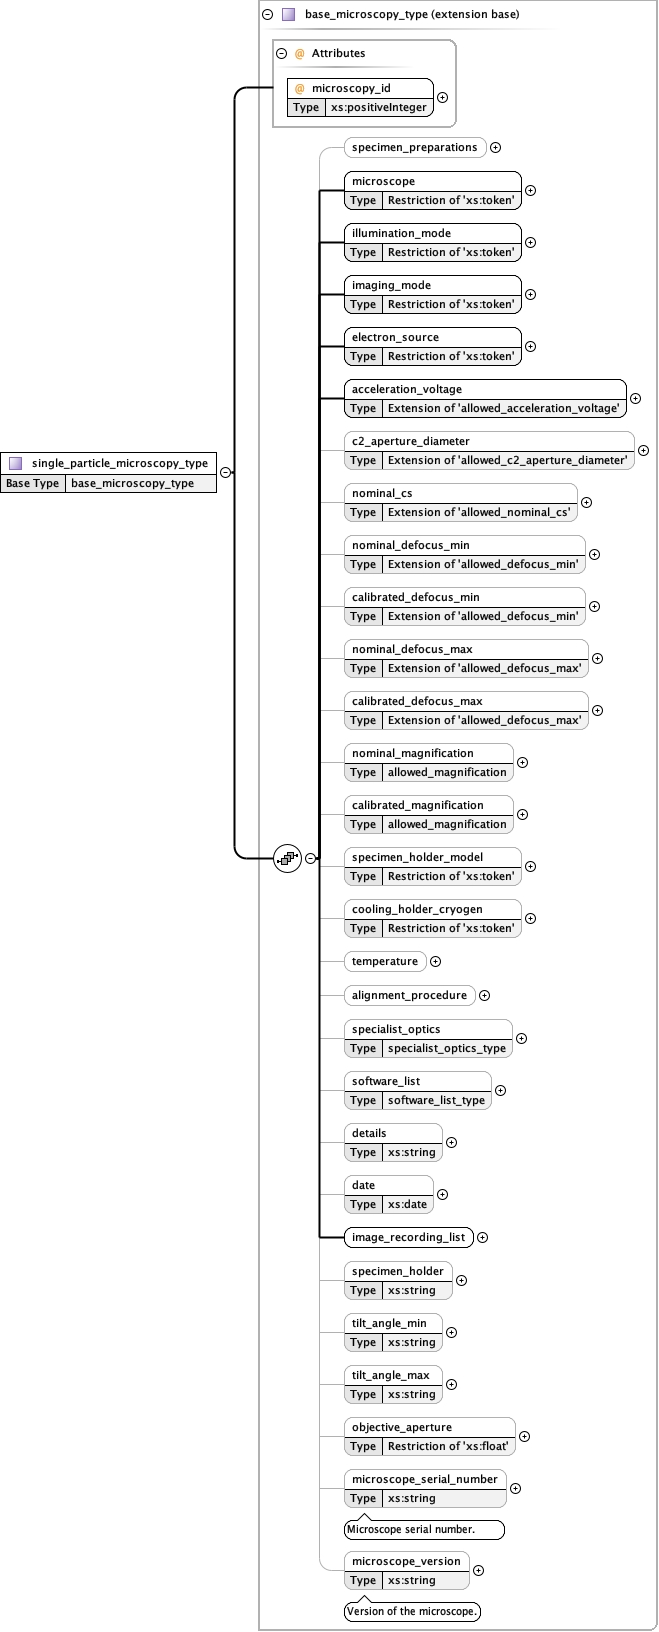 base_microscopy_type (extension base)
@ Attributes
@ microscopy_id
Type xs:positiveInteger
specimen_preparations
microscope
Type Restriction of 'xs:token'
illumination_mode
Type Restriction of 'xs:token'
imaging_mode
Type Restriction of 'xs:token'
electron_source
Type Restriction of 'xs:token'
acceleration_voltage
Type Extension of 'allowed_acceleration_voltage'
c2_aperture_diameter
Type Extension of 'allowed_c2_aperture_diameter'
single_particle_microscopy_type
Base Type base_microscopy_type
nominal_cs
Type Extension of 'allowed_nominal_cs'
nominal_defocus_min
Type Extension of 'allowed_defocus_min'
calibrated_defocus_min
Type Extension of 'allowed_defocus_min'
nominal_defocus_max
Type Extension of 'allowed_defocus_max'
calibrated_defocus_max
Type Extension of 'allowed_defocus_max'
nominal_magnification
Type allowed_magnification
calibrated_magnification
Type allowed_magnification
specimen_holder_model
Type Restriction of 'xs:token'
cooling_holder_cryogen
Type Restriction of 'xs:token'
temperature
alignment_procedure
specialist_optics
Type specialist_optics_type
software_list
Type software_list_type
details
Type xs:string
date
Type xs:date
image_recording_list
specimen_holder
Type xs:string
tilt_angle_min
Type xs:string
tilt_angle_max
Type xs:string
objective_aperture
Type Restriction of 'xs:float'
microscope_serial_number
Type xs:string
Microscope serial number.
microscope_version
Type xs:string
Version of the microscope.